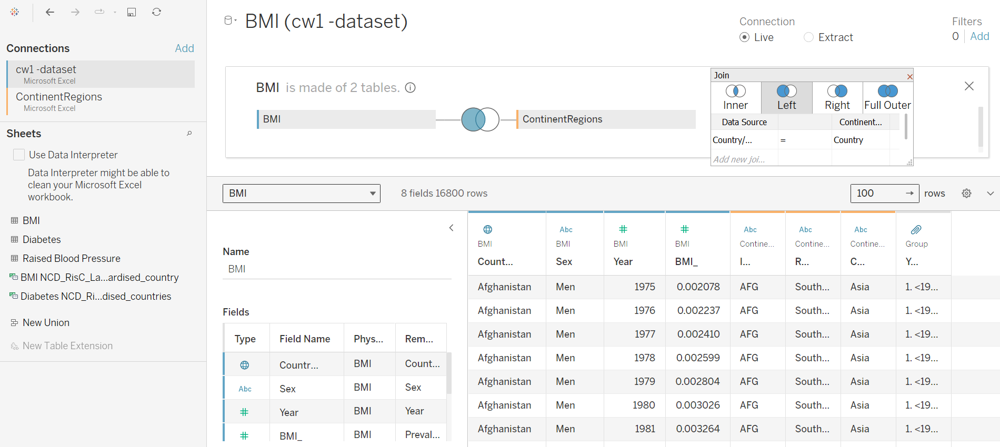 Connections Add
cw1 -dataset
Microsoft Excel
ContinentRegions
Microsoft Excel
Sheets
Use Data Interpreter
Data Interpreter might be able to
clean your Microsoft Excel
workbook.
BMI
Diabetes
Raised Blood Pressure
BMI NCD_RisC_La...ardised_country
Diabetes NCD_Ri...dised_countries
New Union
New Table Extension
BMI (cw1 -dataset)
Connection
Live Extract
Filters
0 Add
BMI is made of 2 tables.
BMI ContinentRegions
Join
Inner Left Right Full Outer
Data Source Continent...
Country/... = Country
Add new joi...
BMI 8 fields 16800 rows 100 → rows
Name
BMI
Fields
Type Field Name Phys... Rem...
Countr... BMI Count...
Abc Sex BMI Sex
# Year BMI Year
# BMI_ BMI Preval...
Abc # # Abc Abc Abc
BMI BMI BMI BMI Contine... Contine... Contine... Group
Count... Sex Year BMI_ I... R... C... Y...
Afghanistan Men 1975 0.002078 AFG South... Asia 1. <19...
Afghanistan Men 1976 0.002237 AFG South... Asia 1. <19...
Afghanistan Men 1977 0.002410 AFG South... Asia 1. <19...
Afghanistan Men 1978 0.002599 AFG South... Asia 1. <19...
Afghanistan Men 1979 0.002804 AFG South... Asia 1. <19...
Afghanistan Men 1980 0.003026 AFG South... Asia 1. <19...
Afghanistan Men 1981 0.003264 AFG South... Asia 1. <19...